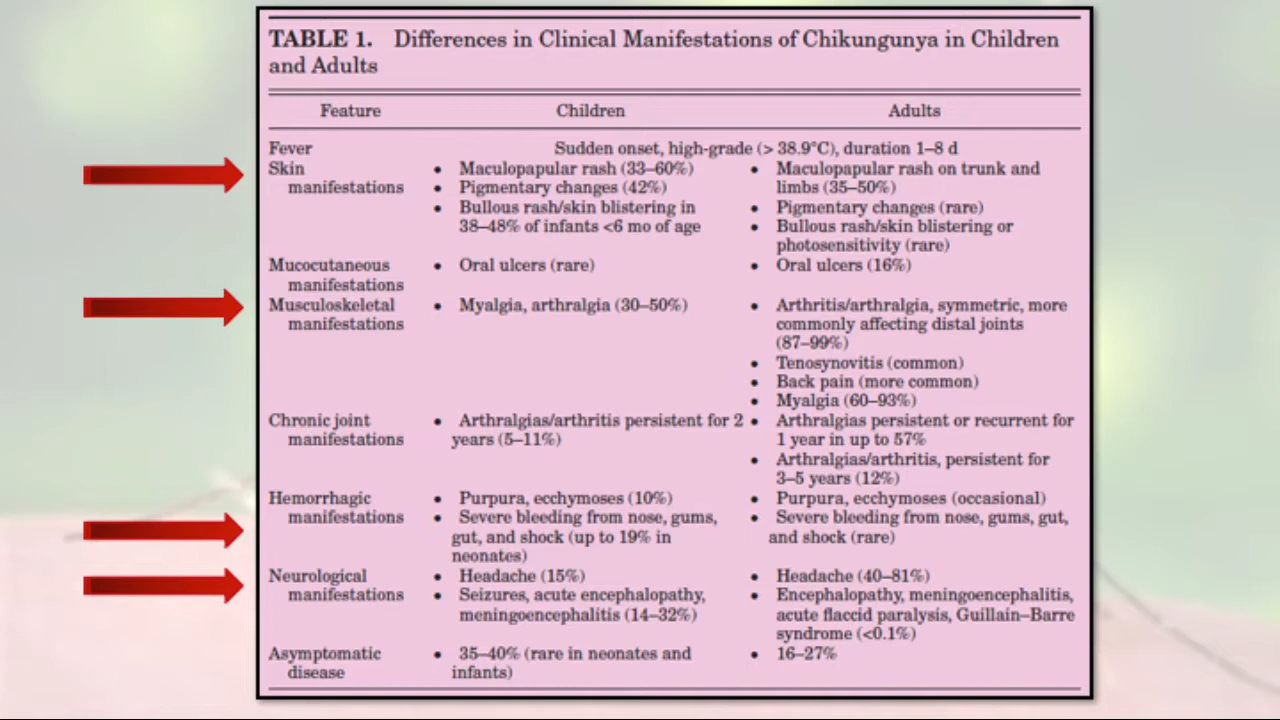 TABLE 1. Differences in Clinical Manifestations of Chikungunya in Children
and Adults
Feature Children Adults
Fever Sudden onset, high-grade (> 38.9°C), duration 1–8 d
Skin • Maculopapular rash (33–60%) • Maculopapular rash on trunk and
manifestations • Pigmentary changes (42%) limbs (35–50%)
• Bullous rash/skin blistering in • Pigmentary changes (rare)
38–48% of infants <6 mo of age • Bullous rash/skin blistering or
photosensitivity (rare)
Mucocutaneous • Oral ulcers (rare) • Oral ulcers (16%)
manifestations
Musculoskeletal • Myalgia, arthralgia (30–50%) • Arthritis/arthralgia, symmetric, more
manifestations commonly affecting distal joints
(87–99%)
• Tenosynovitis (common)
• Back pain (more common)
• Myalgia (60–93%)
Chronic joint • Arthralgias/arthritis persistent for 2 • Arthralgias persistent or recurrent for
manifestations years (5–11%) 1 year in up to 57%
• Arthralgias/arthritis, persistent for
3–5 years (12%)
Hemorrhagic • Purpura, ecchymoses (10%) • Purpura, ecchymoses (occasional)
manifestations • Severe bleeding from nose, gums, • Severe bleeding from nose, gums, gut,
gut, and shock (up to 19% in and shock (rare)
neonates)
Neurological • Headache (15%) • Headache (40–81%)
manifestations • Seizures, acute encephalopathy, • Encephalopathy, meningoencephalitis,
meningoencephalitis (14–32%) acute flaccid paralysis, Guillain–Barre
syndrome (<0.1%)
Asymptomatic • 35–40% (rare in neonates and • 16–27%
disease infants)